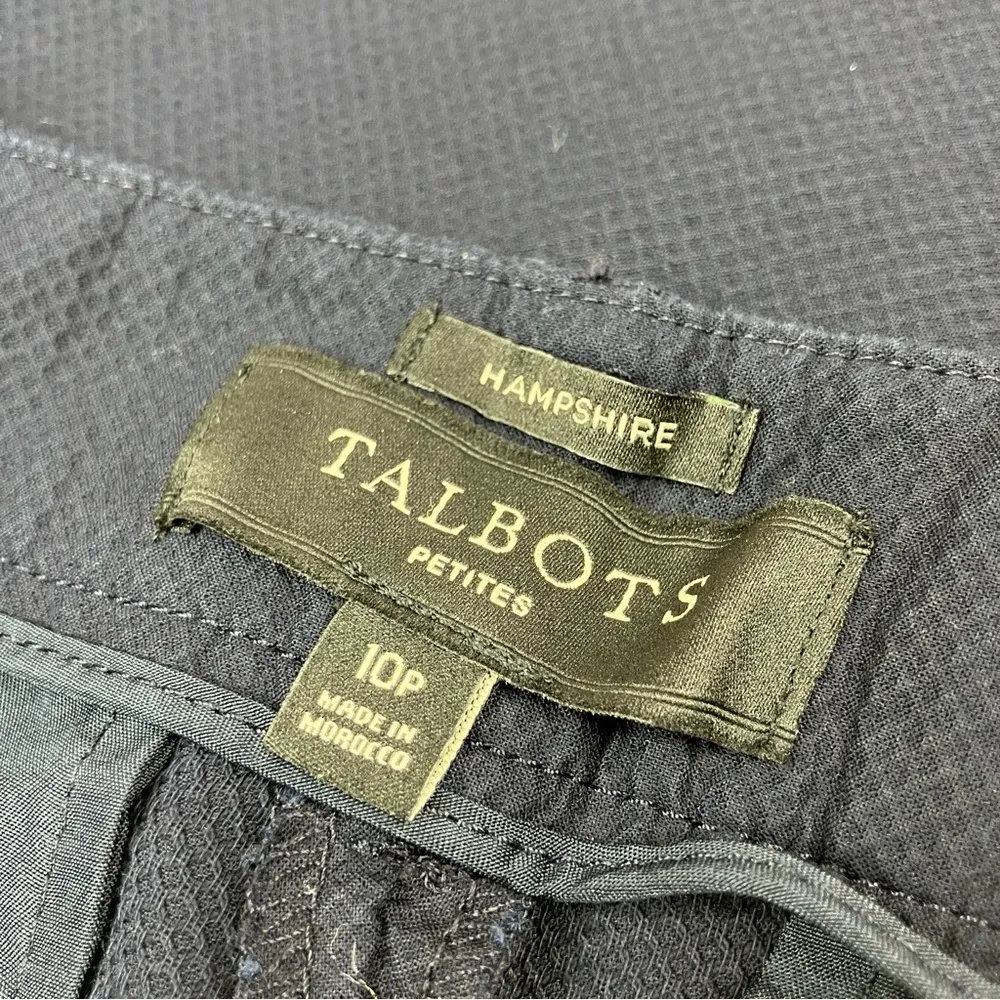 HAMPSHIRE
TALBOTS
PETITES
10P
MADE IN
MOROCCO